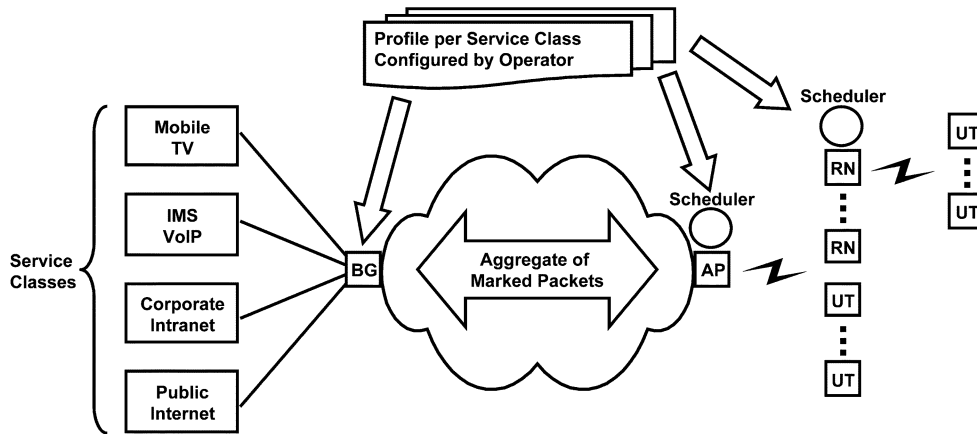 Profile per Service Class
Configured by Operator
Service
Classes
Mobile
TV
IMS
VoIP
Corporate
Intranet
Public
Internet
BG
Aggregate of
Marked Packets
Scheduler
AP
Scheduler
RN
RN
UT
UT
UT
UT